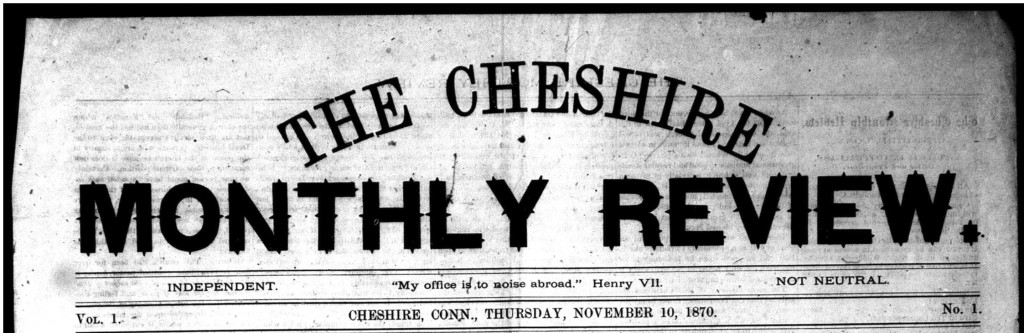 THE CHESHIRE
MONTHLY REVIEW.
INDEPENDENT. "My office is to noise abroad." Henry VII. NOT NEUTRAL.
VOL. 1. CHESHIRE, CONN., THURSDAY, NOVEMBER 10, 1870. No. 1.